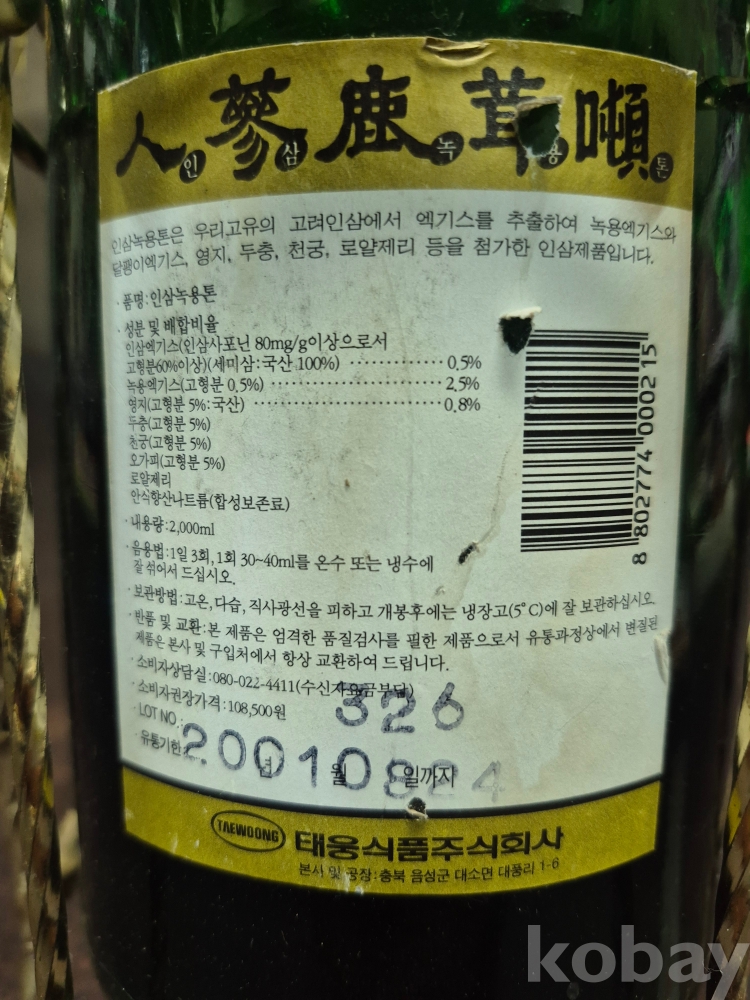 人인蔘삼鹿녹茸용噸톤
인삼녹용톤은 우리고유의 고려인삼에서 엑기스를 추출하여 녹용엑기스와
달팽이엑기스, 영지, 두충, 천궁, 로얄제리 등을 첨가한 인삼제품입니다.
· 품명:인삼녹용톤
· 성분 및 배합비율
인삼엑기스(인삼사포닌 80mg/g이상으로서
고형분60%이상)(세미삼:국산 100%) ············ 0.5%
녹용엑기스(고형분 0.5%) ······················ 2.5%
영지(고형분 5%:국산) ························ 0.8%
두충(고형분 5%)
천궁(고형분 5%)
오가피(고형분 5%)
로얄제리
안식향산나트륨(합성보존료)
8 802774 000215
· 내용량:2,000ml
· 음용법:1일 3회, 1회 30~40ml를 온수 또는 냉수에
잘 섞어서 드십시오.
· 보관방법:고온, 다습, 직사광선을 피하고 개봉후에는 냉장고(5°C)에 잘 보관하십시오.
· 반품 및 교환:본 제품은 엄격한 품질검사를 필한 제품으로서 유통과정상에서 변질된
제품은 본사 및 구입처에서 항상 교환하여 드립니다.
· 소비자상담실:080-022-4411(수신자요금부담)
· 소비자권장가격:108,500원
· LOT NO.: 326
· 유통기한: 2001년 08월 24일까지
TAEWOONG 태웅식품주식회사
본사 및 공장:충북 음성군 대소면 대풍리 1-6
kobay